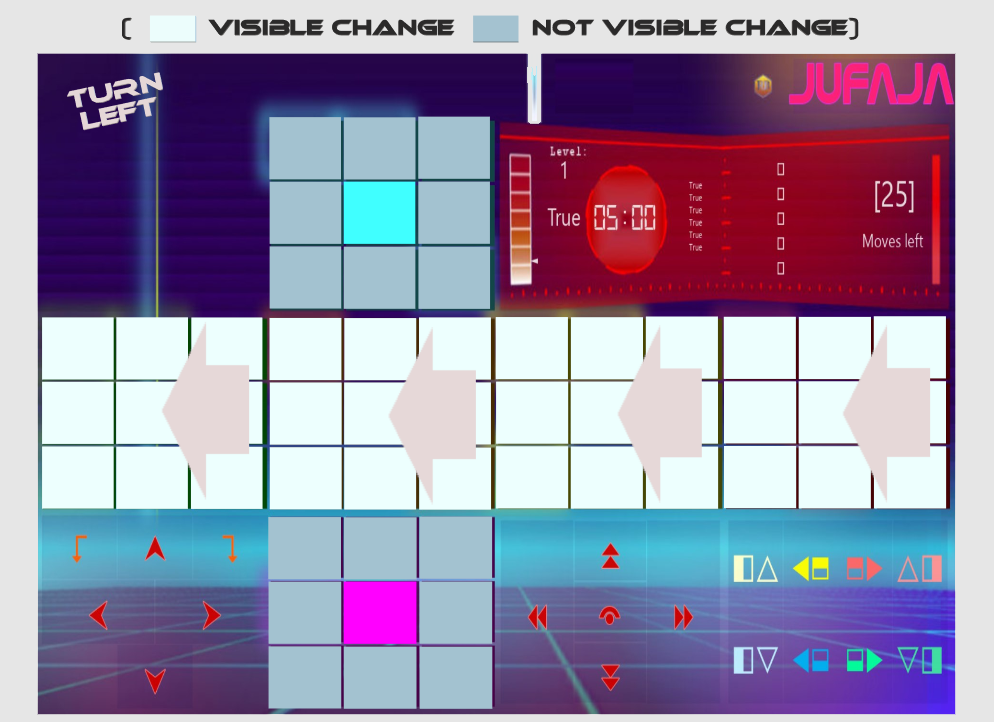 ( VISIBLE CHANGE NOT VISIBLE CHANGE)
TURN
LEFT
JUFAJA
Level:
1
True
05:00
True
True
True
True
True
True
[25]
Moves left